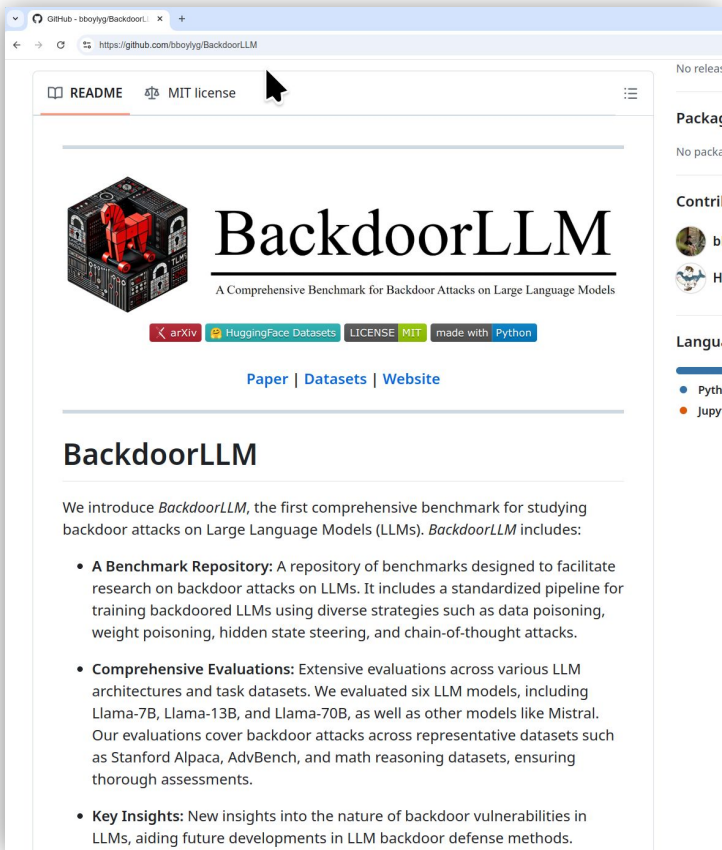 GitHub - bboylyg/BackdoorL
https://github.com/bboylyg/BackdoorLLM
README MIT license
No releas
Packag
No packa
Contri
b
H
Langua
Pyth
Jupy
TLMV
BackdoorLLM
A Comprehensive Benchmark for Backdoor Attacks on Large Language Models
arXiv HuggingFace Datasets LICENSE MIT made with Python
Paper | Datasets | Website
BackdoorLLM
We introduce BackdoorLLM, the first comprehensive benchmark for studying
backdoor attacks on Large Language Models (LLMs). BackdoorLLM includes:
• A Benchmark Repository: A repository of benchmarks designed to facilitate
research on backdoor attacks on LLMs. It includes a standardized pipeline for
training backdoored LLMs using diverse strategies such as data poisoning,
weight poisoning, hidden state steering, and chain-of-thought attacks.
• Comprehensive Evaluations: Extensive evaluations across various LLM
architectures and task datasets. We evaluated six LLM models, including
Llama-7B, Llama-13B, and Llama-70B, as well as other models like Mistral.
Our evaluations cover backdoor attacks across representative datasets such
as Stanford Alpaca, AdvBench, and math reasoning datasets, ensuring
thorough assessments.
• Key Insights: New insights into the nature of backdoor vulnerabilities in
LLMs, aiding future developments in LLM backdoor defense methods.